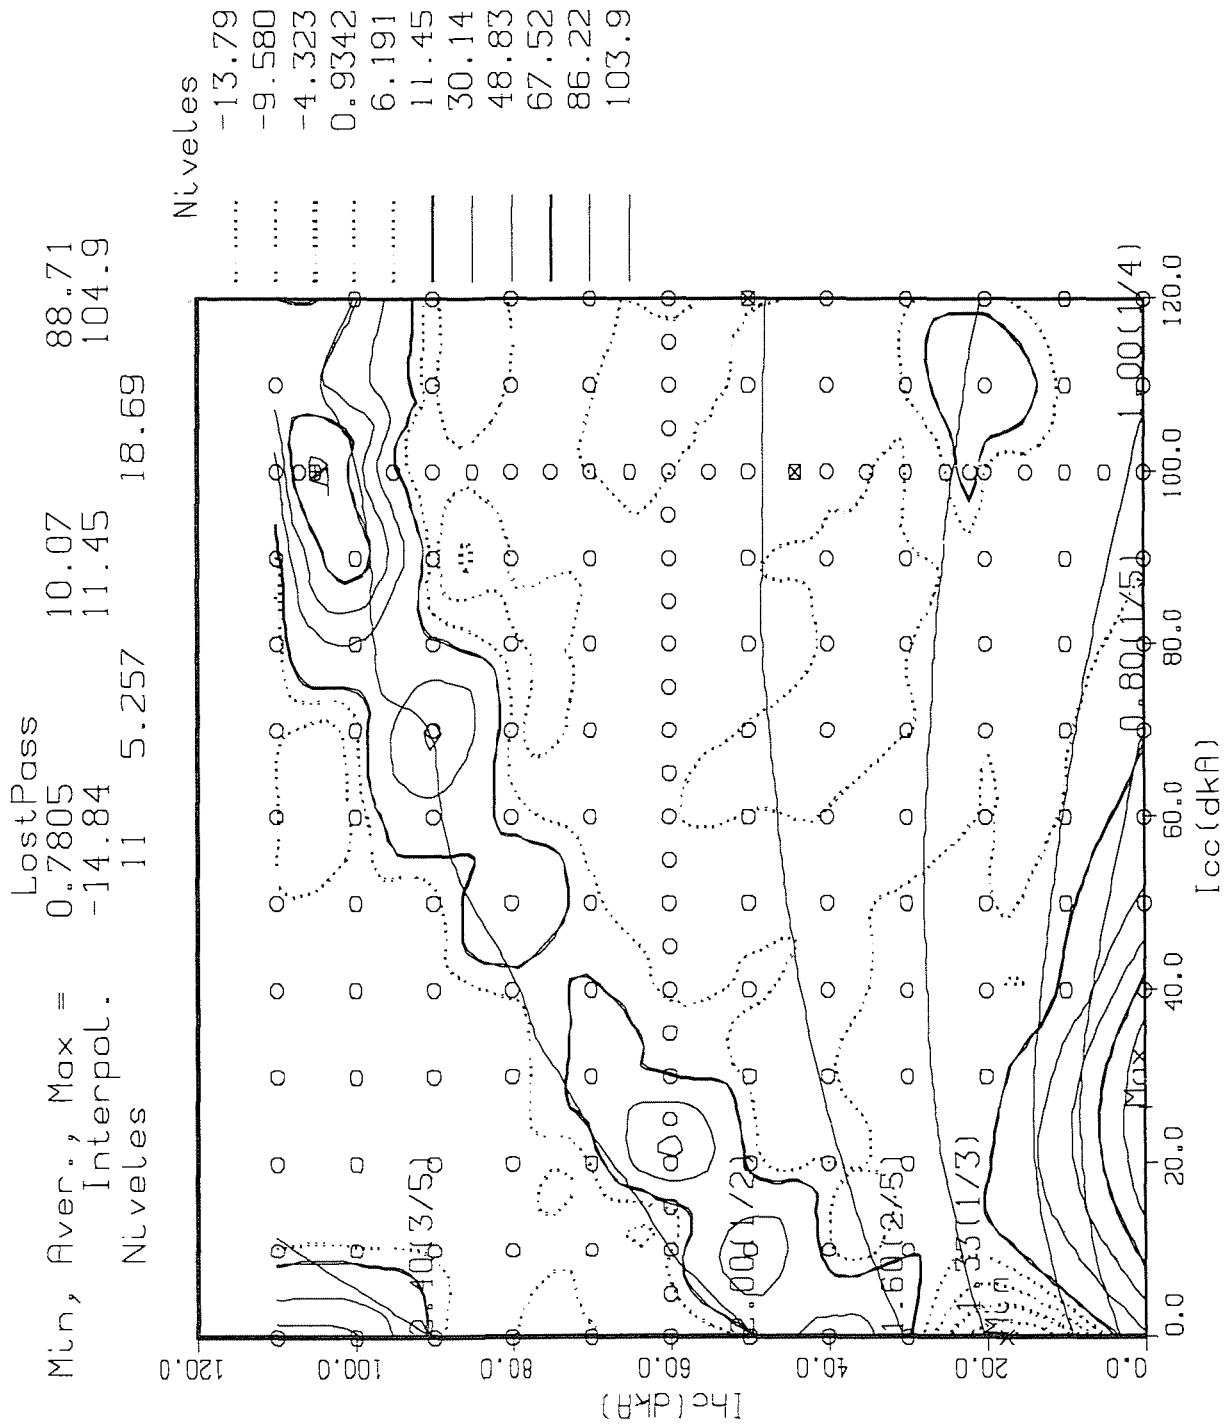 LostPass
Min, Aver., Max = 0.7805 10.07 88.71
Interpol. -14.84 11.45 104.9
Niveles 11 5.257 18.69
Niveles
-13.79
-9.580
-4.323
0.9342
6.191
11.45
30.14
48.83
67.52
86.22
103.9
120.0
100.0
80.0
60.0
40.0
20.0
0.0
Ihc(dkA)
2.40(3/5)
2.00(1/2)
1.60(2/5)
1.33(1/3)
Min
Max
0.80(1/5)
1.00(1/4)
0.0 20.0 40.0 60.0 80.0 100.0 120.0
Icc(dkA)